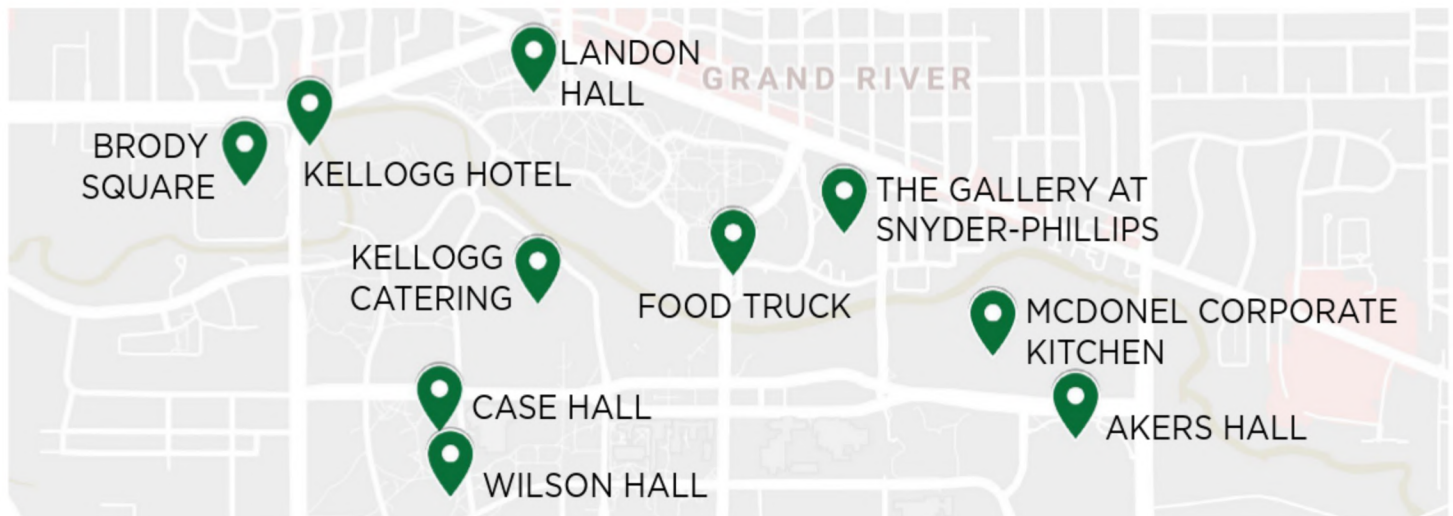 LANDON
HALL
GRAND RIVER
BRODY
SQUARE
KELLOGG HOTEL
THE GALLERY AT
SNYDER-PHILLIPS
KELLOGG
CATERING
FOOD TRUCK
MCDONEL CORPORATE
KITCHEN
CASE HALL
AKERS HALL
WILSON HALL